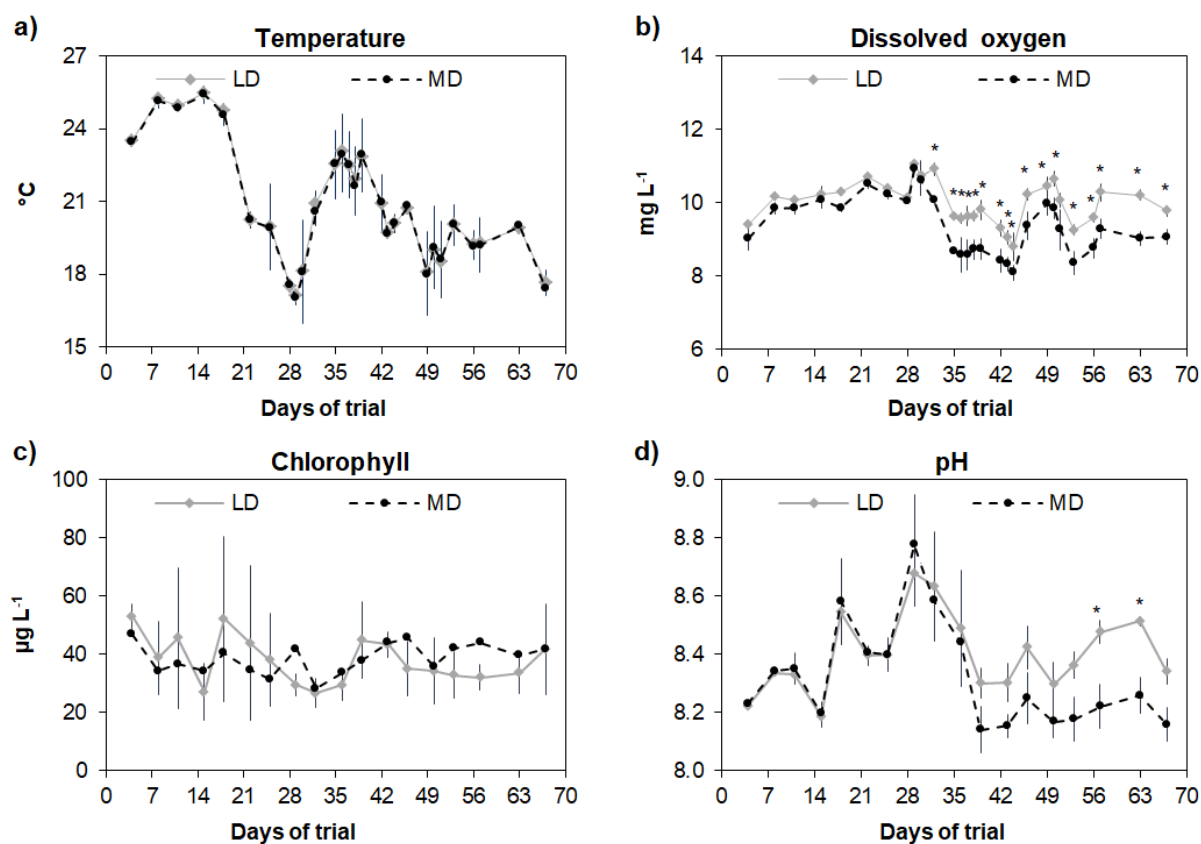 a)
Temperature
LD
MD
27
24
21
18
15
°C
0 7 14 21 28 35 42 49 56 63 70
Days of trial
b)
Dissolved oxygen
LD
MD
14
12
10
8
6
mg L-1
* * * * * * * * * * * * * * * *
0 7 14 21 28 35 42 49 56 63 70
Days of trial
c)
Chlorophyll
LD
MD
100
80
60
40
20
0
µg L-1
0 7 14 21 28 35 42 49 56 63 70
Days of trial
d)
pH
LD
MD
9.0
8.8
8.6
8.4
8.2
8.0
* *
0 7 14 21 28 35 42 49 56 63 70
Days of trial